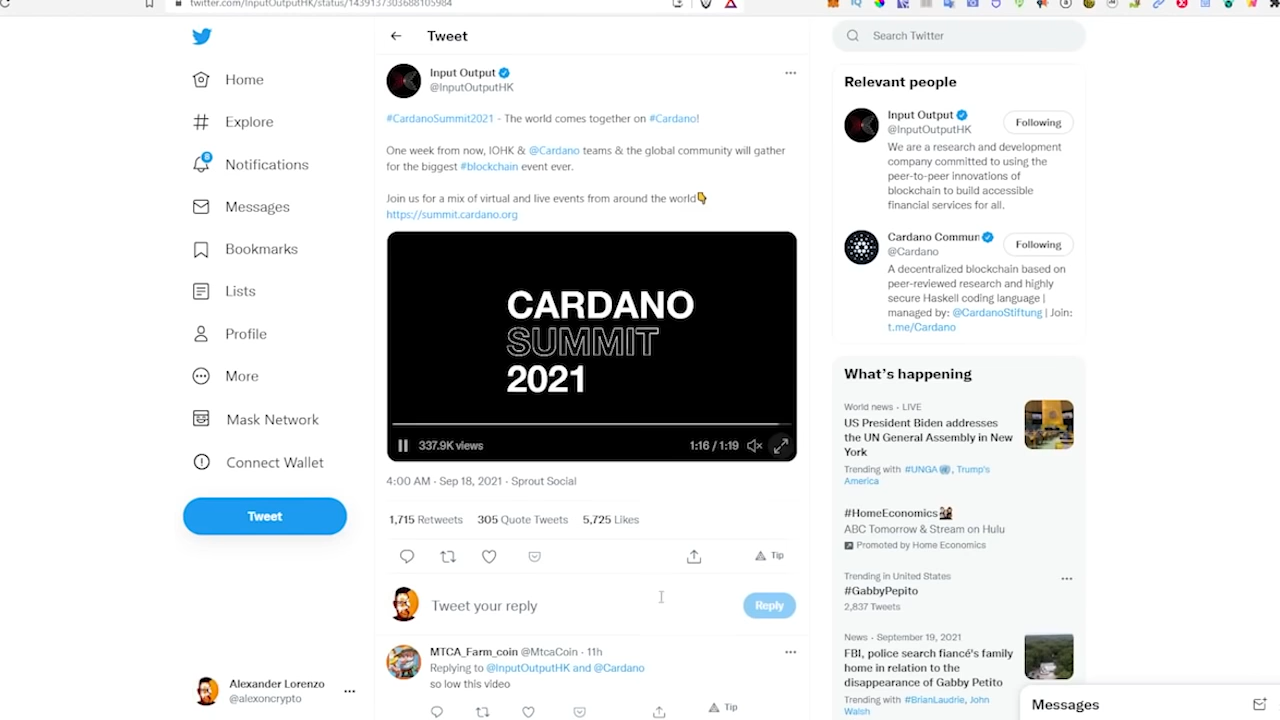 twitter.com/InputOutputHK/status/1439137303688105984
Home
Explore
8
Notifications
Messages
Bookmarks
Lists
Profile
More
Mask Network
Connect Wallet
Tweet
Alexander Lorenzo
@alexoncrypto
Tweet
Input Output
@InputOutputHK
#CardanoSummit2021 - The world comes together on #Cardano!
One week from now, IOHK & @Cardano teams & the global community will gather
for the biggest #blockchain event ever.
Join us for a mix of virtual and live events from around the world👇
https://summit.cardano.org
CARDANO
SUMMIT
2021
337.9K views
1:16 / 1:19
4:00 AM · Sep 18, 2021 · Sprout Social
1,715 Retweets 305 Quote Tweets 5,725 Likes
Tip
Tweet your reply
Reply
MTCA_Farm_coin @MtcaCoin · 11h
Replying to @InputOutputHK and @Cardano
so low this video
Tip
Search Twitter
Relevant people
Input Output
@InputOutputHK
Following
We are a research and development
company committed to using the
peer-to-peer innovations of
blockchain to build accessible
financial services for all.
Cardano Commun
@Cardano
Following
A decentralized blockchain based on
peer-reviewed research and highly
secure Haskell coding language |
managed by: @CardanoStiftung | Join:
t.me/Cardano
What's happening
World news · LIVE
US President Biden addresses
the UN General Assembly in New
York
Trending with #UNGA, Trump's
America
#HomeEconomics
ABC Tomorrow & Stream on Hulu
Promoted by Home Economics
Trending in United States
#GabbyPepito
2,837 Tweets
News · September 19, 2021
FBI, police search fiancé's family
home in relation to the
disappearance of Gabby Petito
Trending with #BrianLaudrie, John
Walsh
Messages